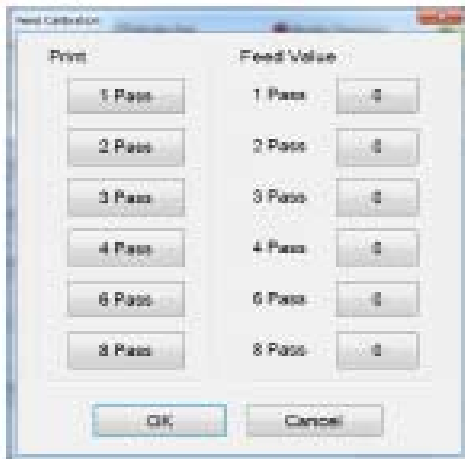 Feed Calibration
Print Feed Value
1 Pass 1 Pass 0
2 Pass 2 Pass 0
3 Pass 3 Pass 0
4 Pass 4 Pass 0
6 Pass 6 Pass 0
8 Pass 8 Pass 0
OK Cancel